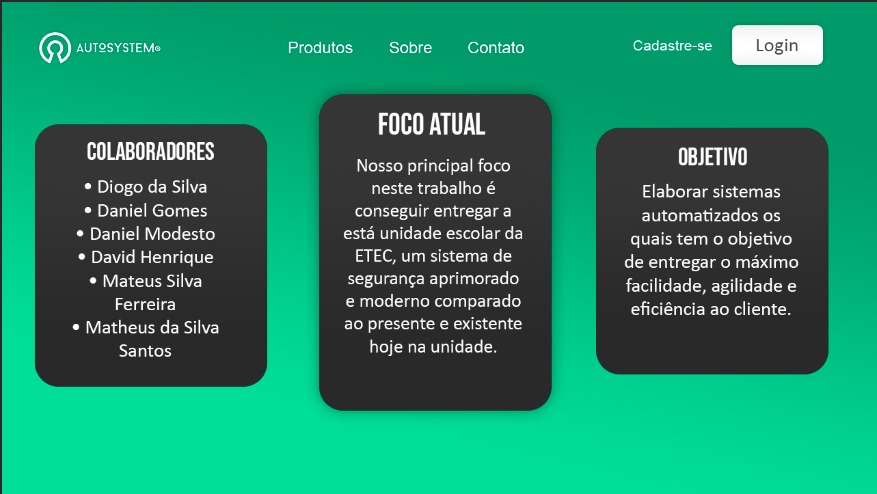 AUTOSYSTEM®
Produtos Sobre Contato
Cadastre-se
Login
COLABORADORES
• Diogo da Silva
• Daniel Gomes
• Daniel Modesto
• David Henrique
• Mateus Silva
Ferreira
• Matheus da Silva
Santos
FOCO ATUAL
Nosso principal foco
neste trabalho é
conseguir entregar a
está unidade escolar da
ETEC, um sistema de
segurança aprimorado
e moderno comparado
ao presente e existente
hoje na unidade.
OBJETIVO
Elaborar sistemas
automatizados os
quais tem o objetivo
de entregar o máximo
facilidade, agilidade e
eficiência ao cliente.